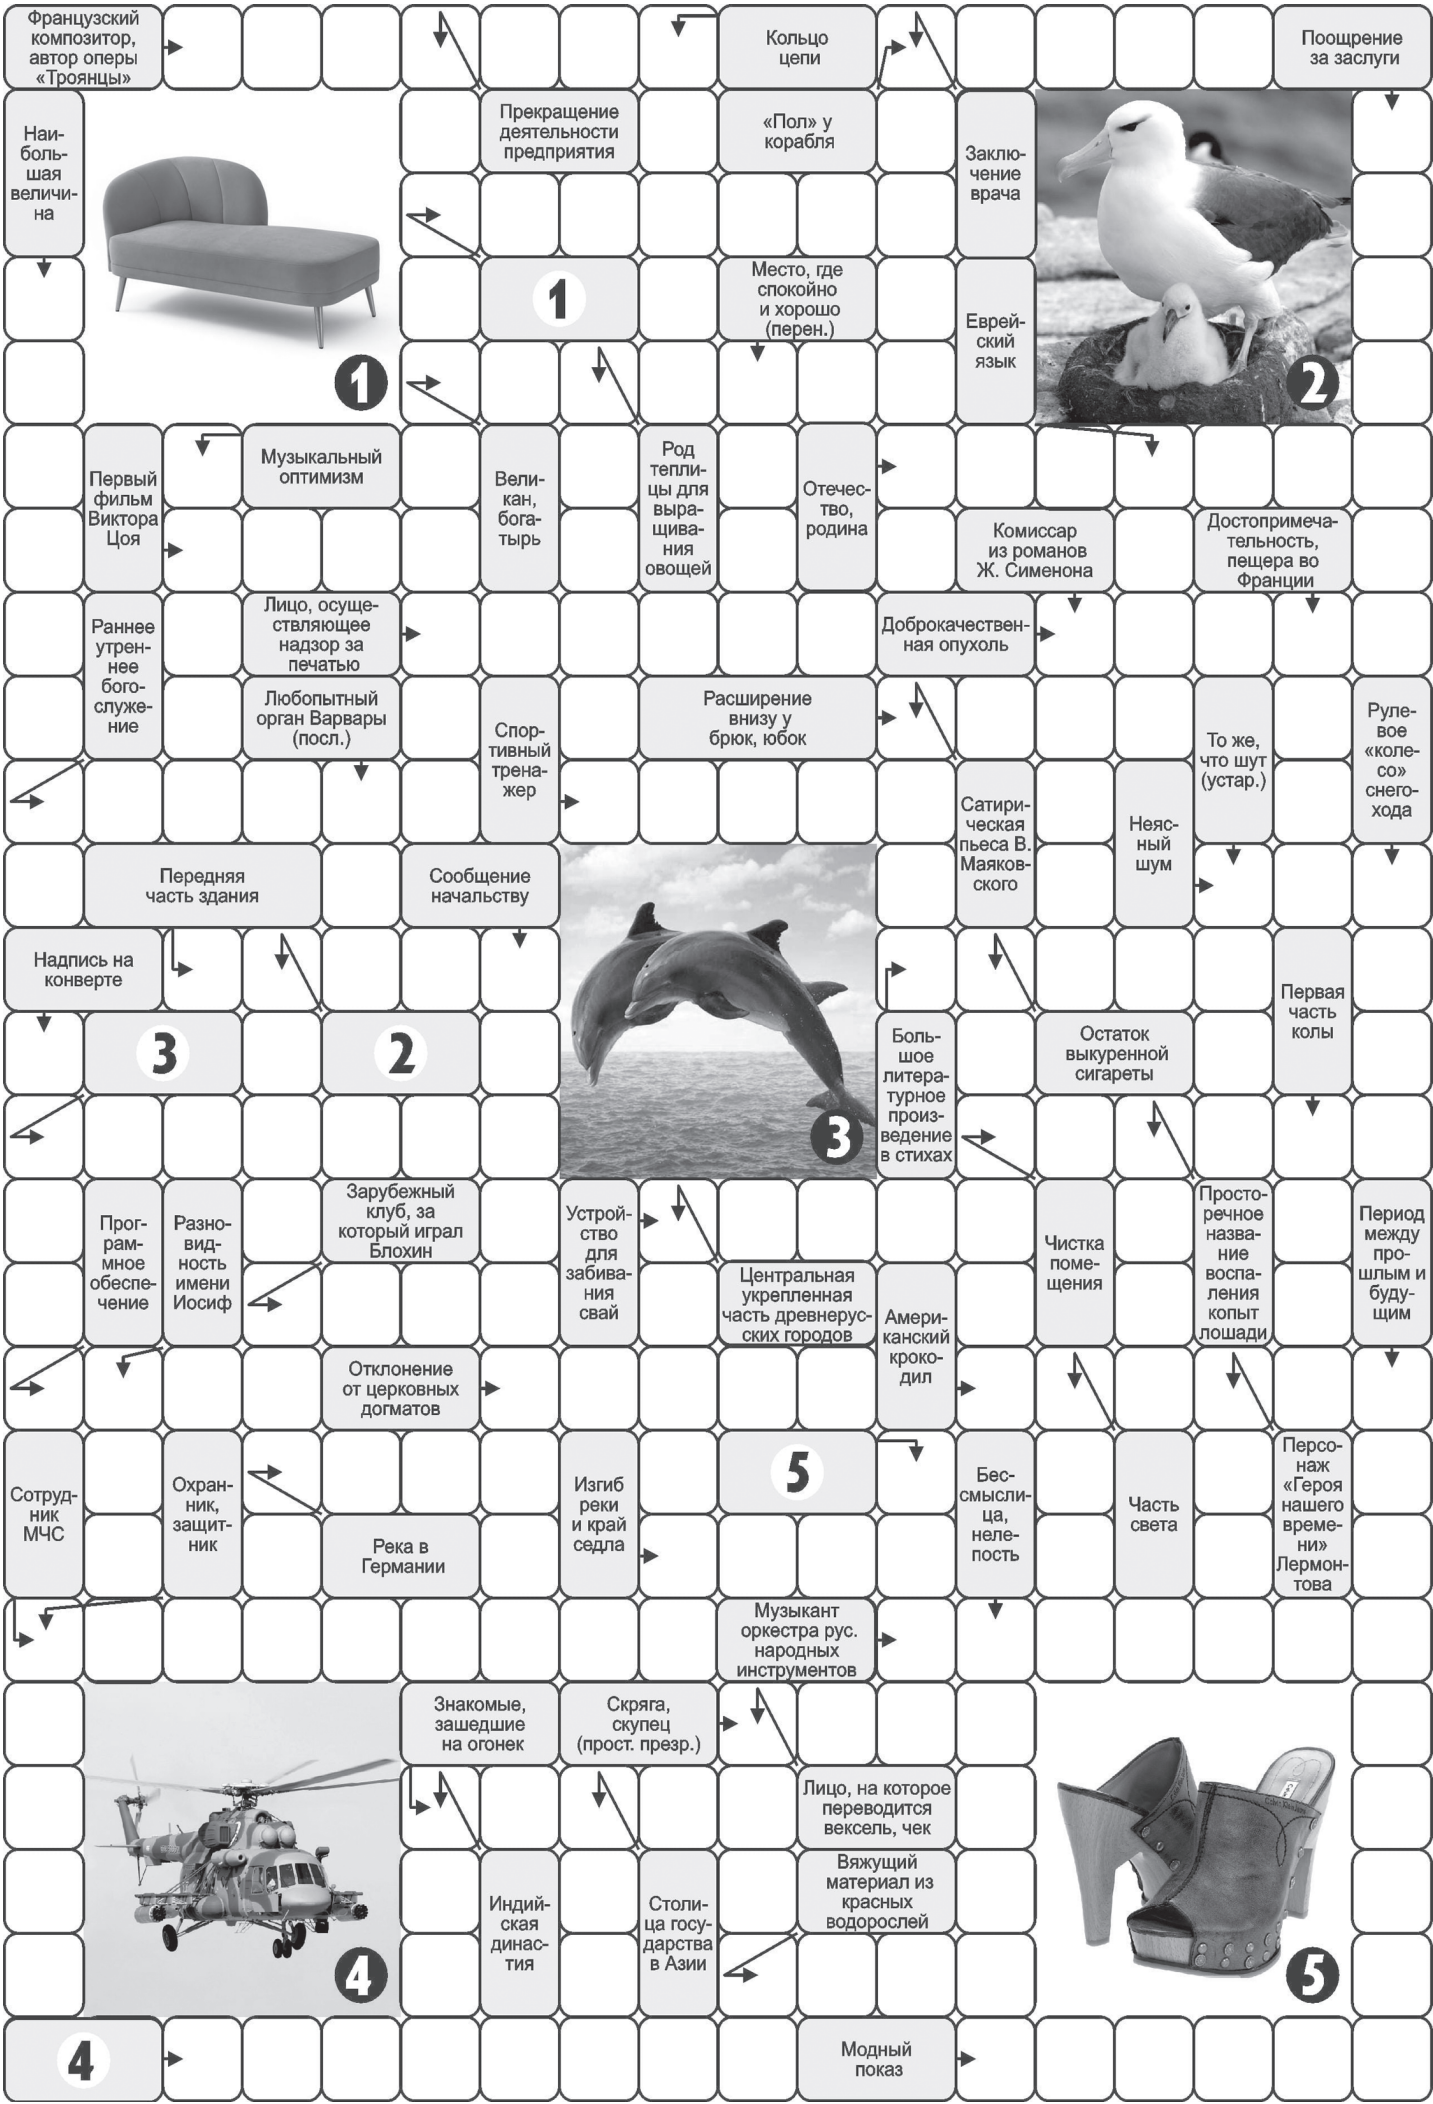 Французский
композитор,
автор оперы
«Троянцы»
Кольцо
цепи
Поощрение
за заслуги
Наи-
боль-
шая
величи-
на
Прекращение
деятельности
предприятия
«Пол» у
корабля
Заклю-
чение
врача
1
Место, где
спокойно
и хорошо
(перен.)
Еврей-
ский
язык
1
2
Первый
фильм
Виктора
Цоя
Музыкальный
оптимизм
Вели-
кан,
бога-
тырь
Род
тепли-
цы для
выра-
щива-
ния
овощей
Отечес-
тво,
родина
Комиссар
из романов
Ж. Сименона
Достопримеча-
тельность,
пещера во
Франции
Раннее
утрен-
нее
бого-
служе-
ние
Лицо, осуще-
ствляющее
надзор за
печатью
Доброкачествен-
ная опухоль
Любопытный
орган Варвары
(посл.)
Спор-
тивный
трена-
жер
Расширение
внизу у
брюк, юбок
То же,
что шут
(устар.)
Руле-
вое
«коле-
со»
снего-
хода
Сатири-
ческая
пьеса В.
Маяков-
ского
Неяс-
ный
шум
Передняя
часть здания
Сообщение
начальству
Надпись на
конверте
Первая
часть
колы
3
2
Боль-
шое
литера-
турное
произ-
ведение
в стихах
Остаток
выкуренной
сигареты
3
Прог-
рам-
мное
обеспе-
чение
Разно-
вид-
ность
имени
Иосиф
Зарубежный
клуб, за
который играл
Блохин
Устрой-
ство
для
забива-
ния
свай
Чистка
поме-
щения
Просто-
речное
назва-
ние
воспа-
ления
копыт
лошади
Период
между
про-
шлым и
буду-
щим
Центральная
укрепленная
часть древнерус-
ских городов
Амери-
канский
кроко-
дил
Отклонение
от церковных
догматов
Сотруд-
ник
МЧС
Охран-
ник,
защит-
ник
Изгиб
реки
и край
седла
5
Бес-
смысли-
ца,
неле-
пость
Часть
света
Персо-
наж
«Героя
нашего
време-
ни»
Лермон-
това
Река в
Германии
Музыкант
оркестра рус.
народных
инструментов
Знакомые,
зашедшие
на огонек
Скряга,
скупец
(прост. презр.)
Лицо, на которое
переводится
вексель, чек
Индий-
ская
динас-
тия
Столи-
ца госу-
дарства
в Азии
Вяжущий
материал из
красных
водорослей
4
5
4
Модный
показ